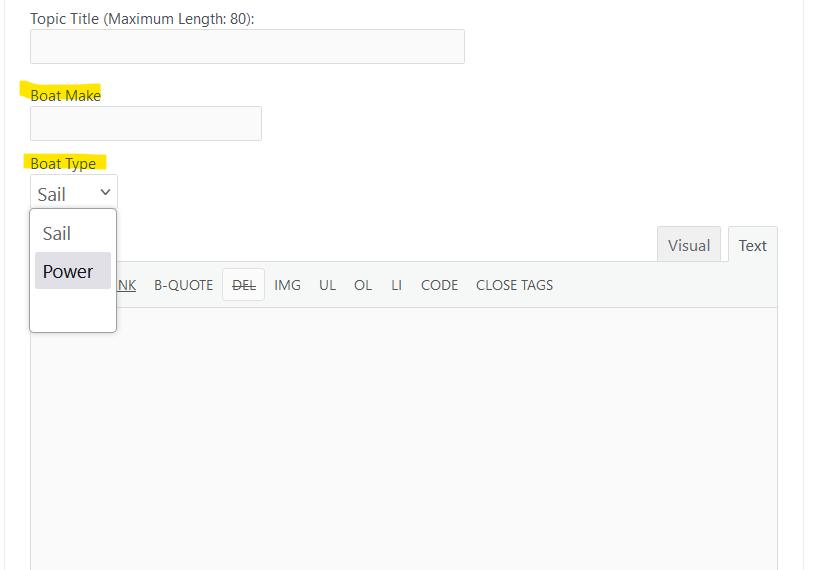 Topic Title (Maximum Length: 80):
Boat Make
Boat Type
Sail
Sail
Power
Visual Text
NK B-QUOTE DEL IMG UL OL LI CODE CLOSE TAGS